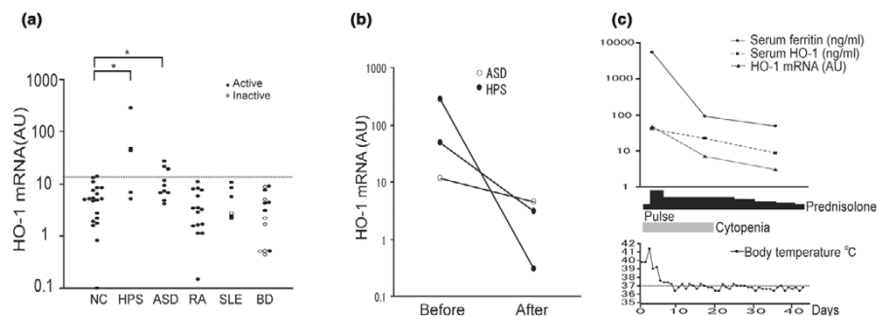 (a)
*
*
Active
Inactive
HO-1 mRNA(AU)
1000
100
10
1
0.1
NC HPS ASD RA SLE BD
(b)
ASD
HPS
HO-1 mRNA (AU)
1000
100
10
1
0.1
Before After
(c)
Serum ferritin (ng/ml)
Serum HO-1 (ng/ml)
HO-1 mRNA (AU)
10000
1000
100
10
1
Prednisolone
Pulse
Cytopenia
Body temperature °C
42
41
40
39
38
37
36
35
0 10 20 30 40 Days